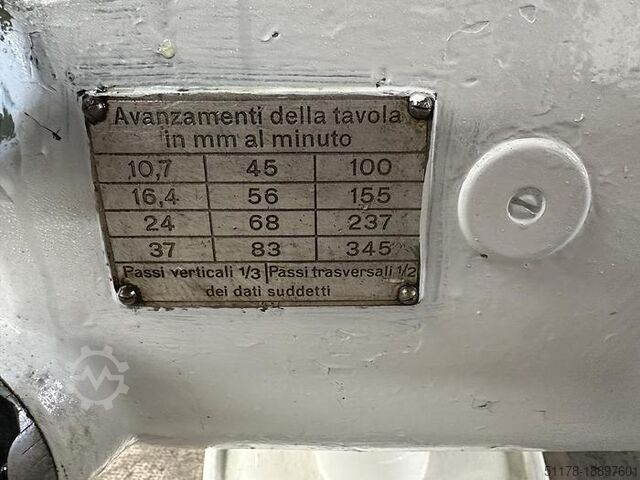 Avanzamenti della tavola
in mm al minuto
10,7 45 100
16,4 56 155
24 68 237
37 83 345
Passi verticali 1/3 Passi trasversali 1/2
dei dati suddetti
51178-18897601